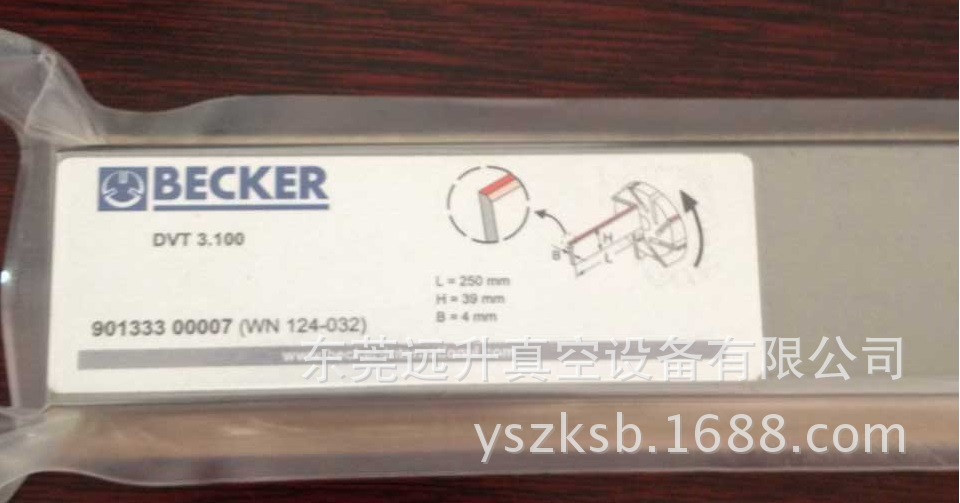 BECKER
DVT 3.100
B
H
L
L = 250 mm
H = 39 mm
B = 4 mm
901333 00007 (WN 124-032)
东莞远升真空设备有限公司
yszksb.1688.com